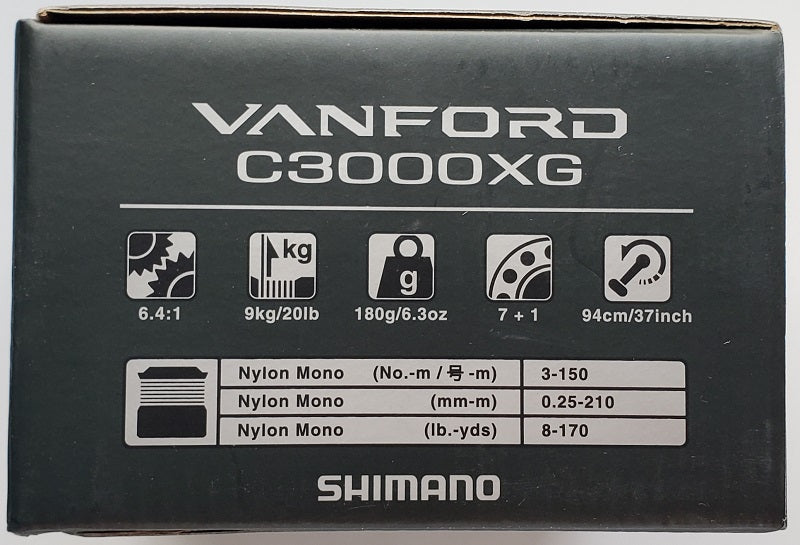 VANFORD
C3000XG
kg
g
6.4:1 9kg/20lb 180g/6.3oz 7 + 1 94cm/37inch
Nylon Mono (No.-m / 号 -m) 3-150
Nylon Mono (mm-m) 0.25-210
Nylon Mono (lb.-yds) 8-170
SHIMANO